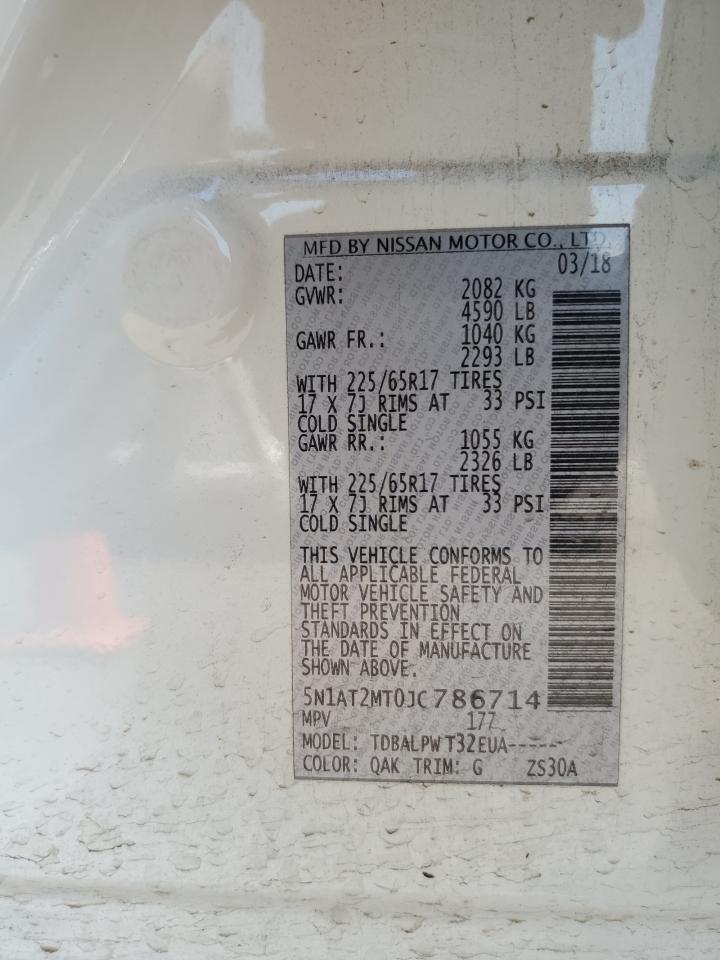 MFD BY NISSAN MOTOR CO., LTD.
DATE: 03/18
GVWR: 2082 KG
4590 LB
GAWR FR.: 1040 KG
2293 LB
WITH 225/65R17 TIRES
17 X 7J RIMS AT 33 PSI
COLD SINGLE
GAWR RR.: 1055 KG
2326 LB
WITH 225/65R17 TIRES
17 X 7J RIMS AT 33 PSI
COLD SINGLE
THIS VEHICLE CONFORMS TO
ALL APPLICABLE FEDERAL
MOTOR VEHICLE SAFETY AND
THEFT PREVENTION
STANDARDS IN EFFECT ON
THE DATE OF MANUFACTURE
SHOWN ABOVE.
5N1AT2MT0JC786714
MPV 177
MODEL: TDBALPWT32EUA-----
COLOR: QAK TRIM: G ZS30A